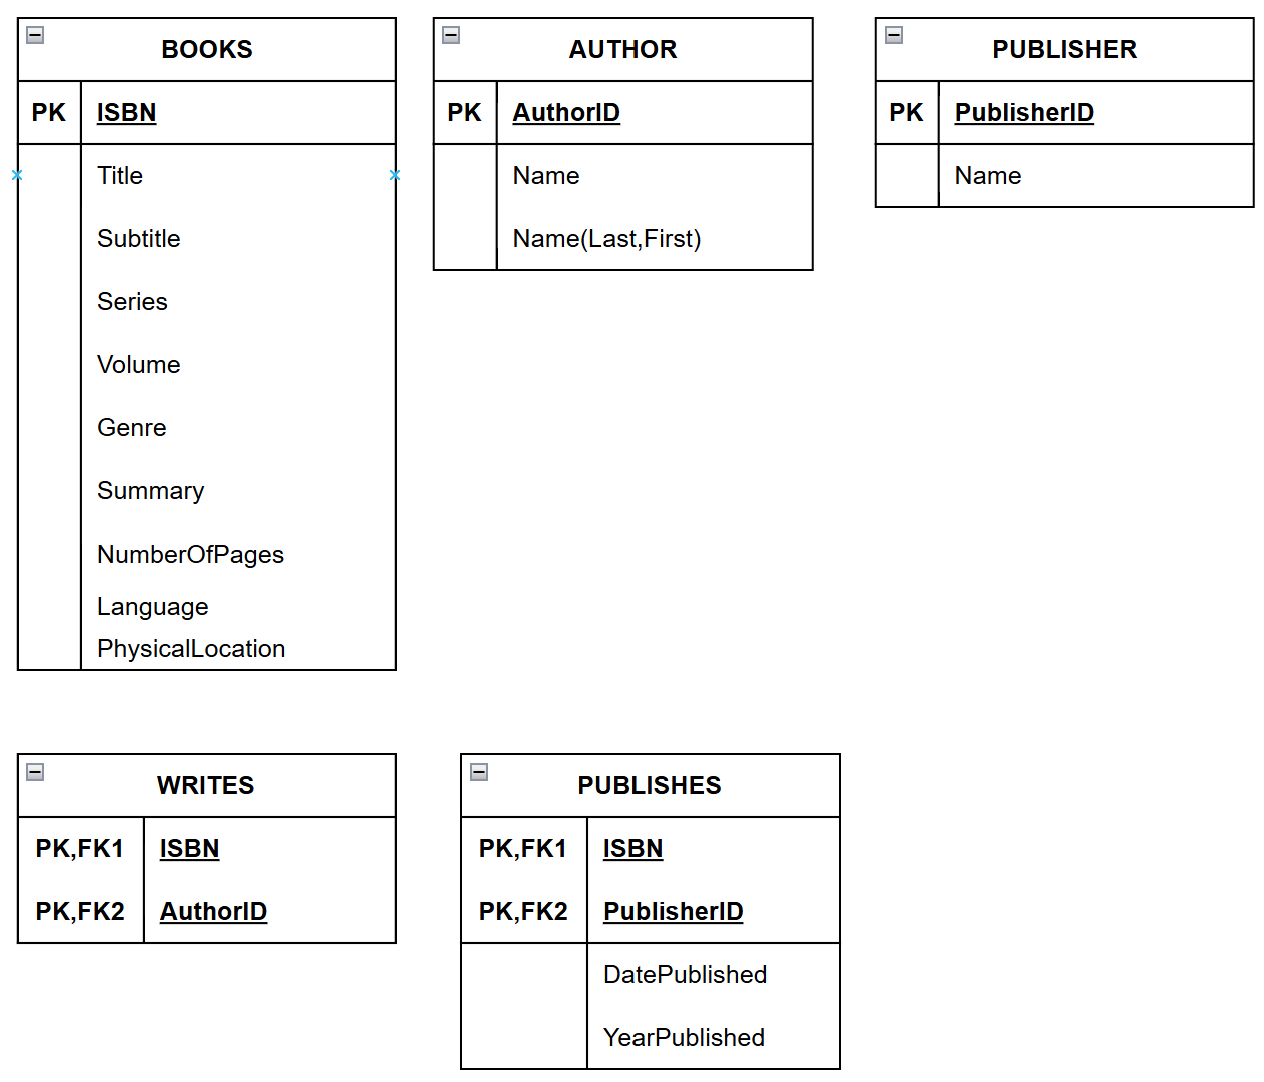 BOOKS
PK ISBN
Title
Subtitle
Series
Volume
Genre
Summary
NumberOfPages
Language
PhysicalLocation
AUTHOR
PK AuthorID
Name
Name(Last,First)
PUBLISHER
PK PublisherID
Name
WRITES
PK,FK1 ISBN
PK,FK2 AuthorID
PUBLISHES
PK,FK1 ISBN
PK,FK2 PublisherID
DatePublished
YearPublished